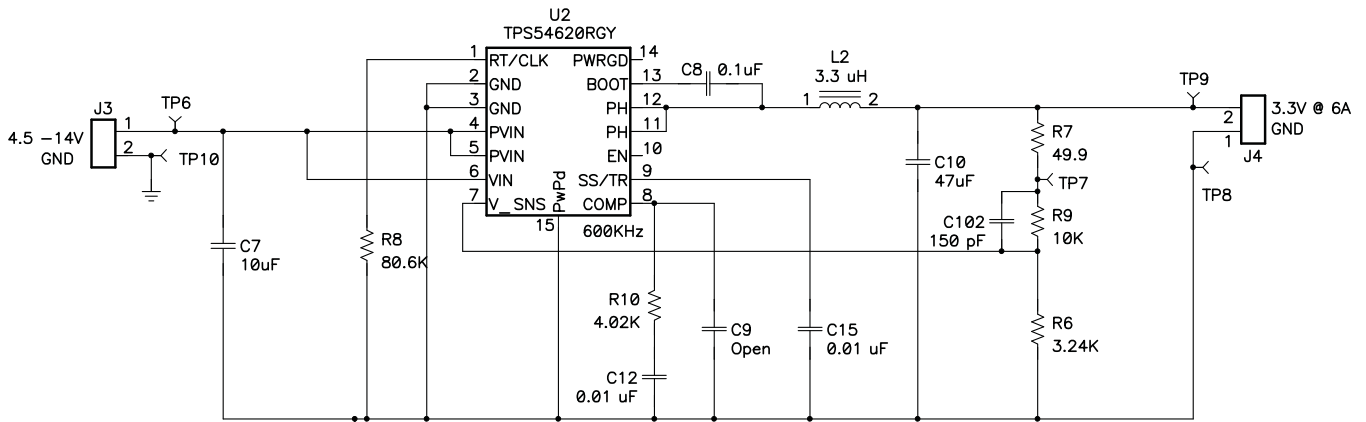 U2
TPS54620RGY
1 RT/CLK PWRGD 14
2 GND BOOT 13
3 GND PH 12
4 PVIN PH 11
5 PVIN EN 10
6 VIN SS/TR 9
7 V_SNS COMP 8
PwPd
15
600KHz
J3
4.5 -14V
GND
1
2
TP6
TP10
C7
10uF
R8
80.6K
C8 0.1uF
L2
3.3 uH
1 2
R10
4.02K
C12
0.01 uF
C9
Open
C15
0.01 uF
C10
47uF
R7
49.9
TP7
C102
150 pF
R9
10K
R6
3.24K
TP9
3.3V @ 6A
2
GND
1
J4
TP8